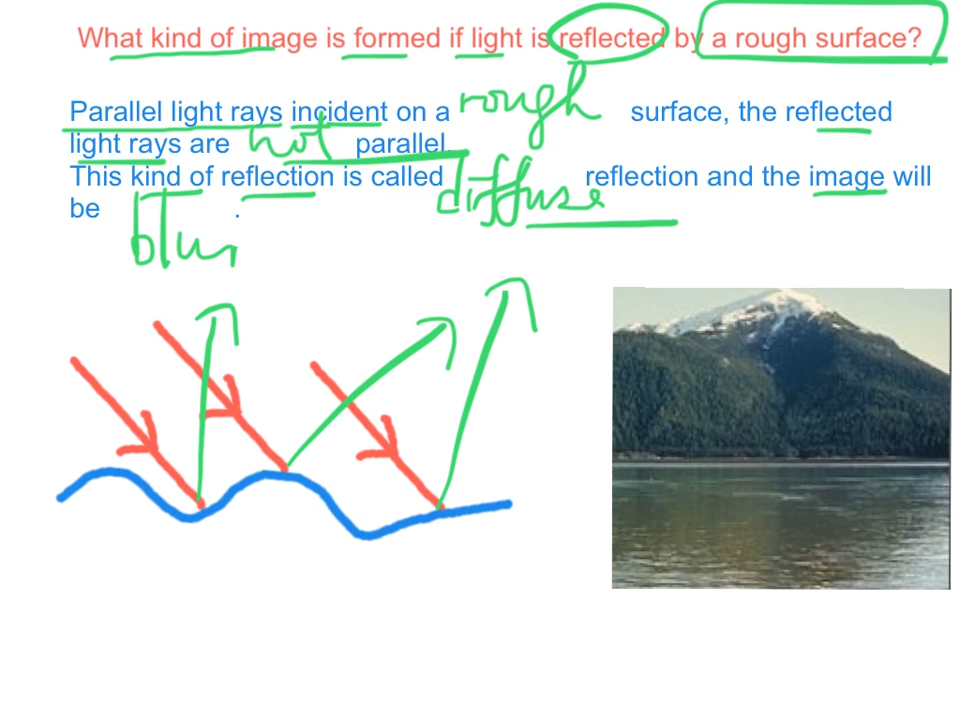 What kind of image is formed if light is reflected by a rough surface?
Parallel light rays incident on a rough surface, the reflected
light rays are not parallel.
This kind of reflection is called diffuse reflection and the image will
be blur.